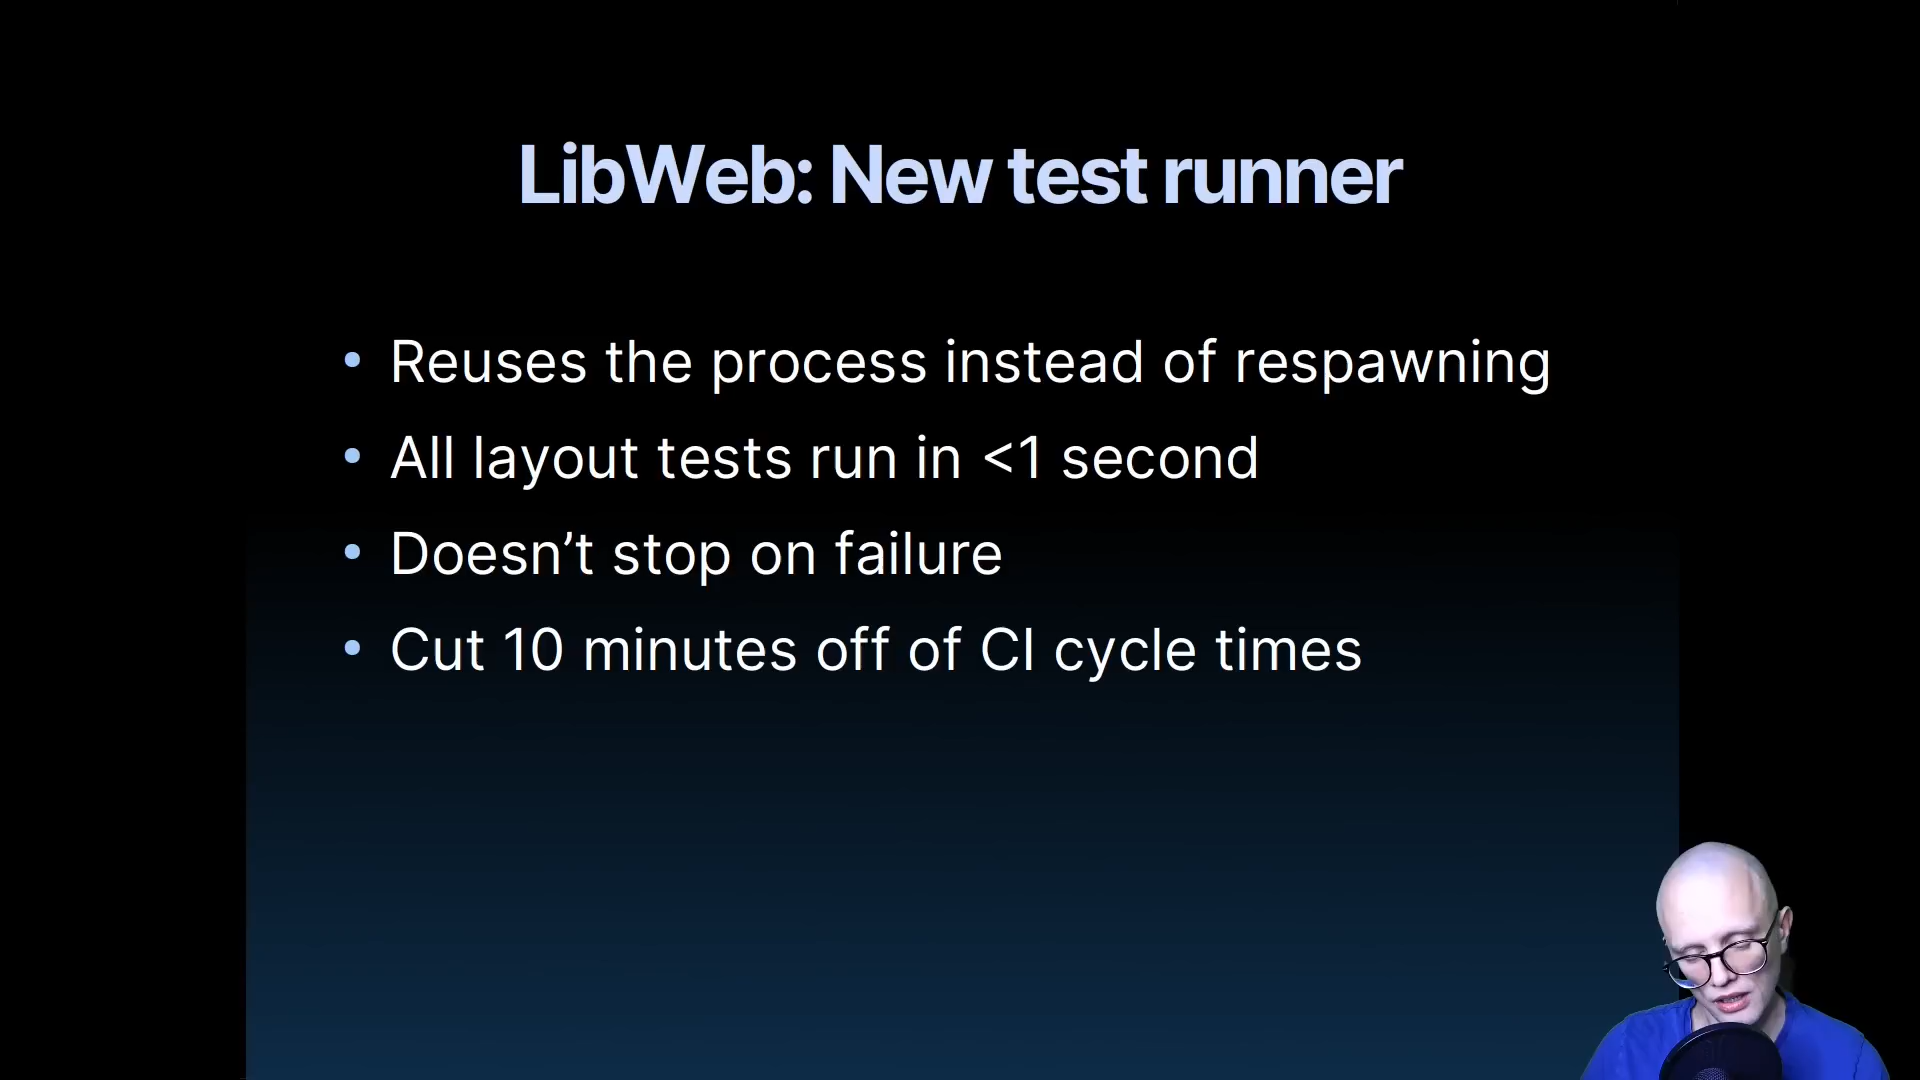 LibWeb: New test runner
• Reuses the process instead of respawning
• All layout tests run in <1 second
• Doesn’t stop on failure
• Cut 10 minutes off of CI cycle times